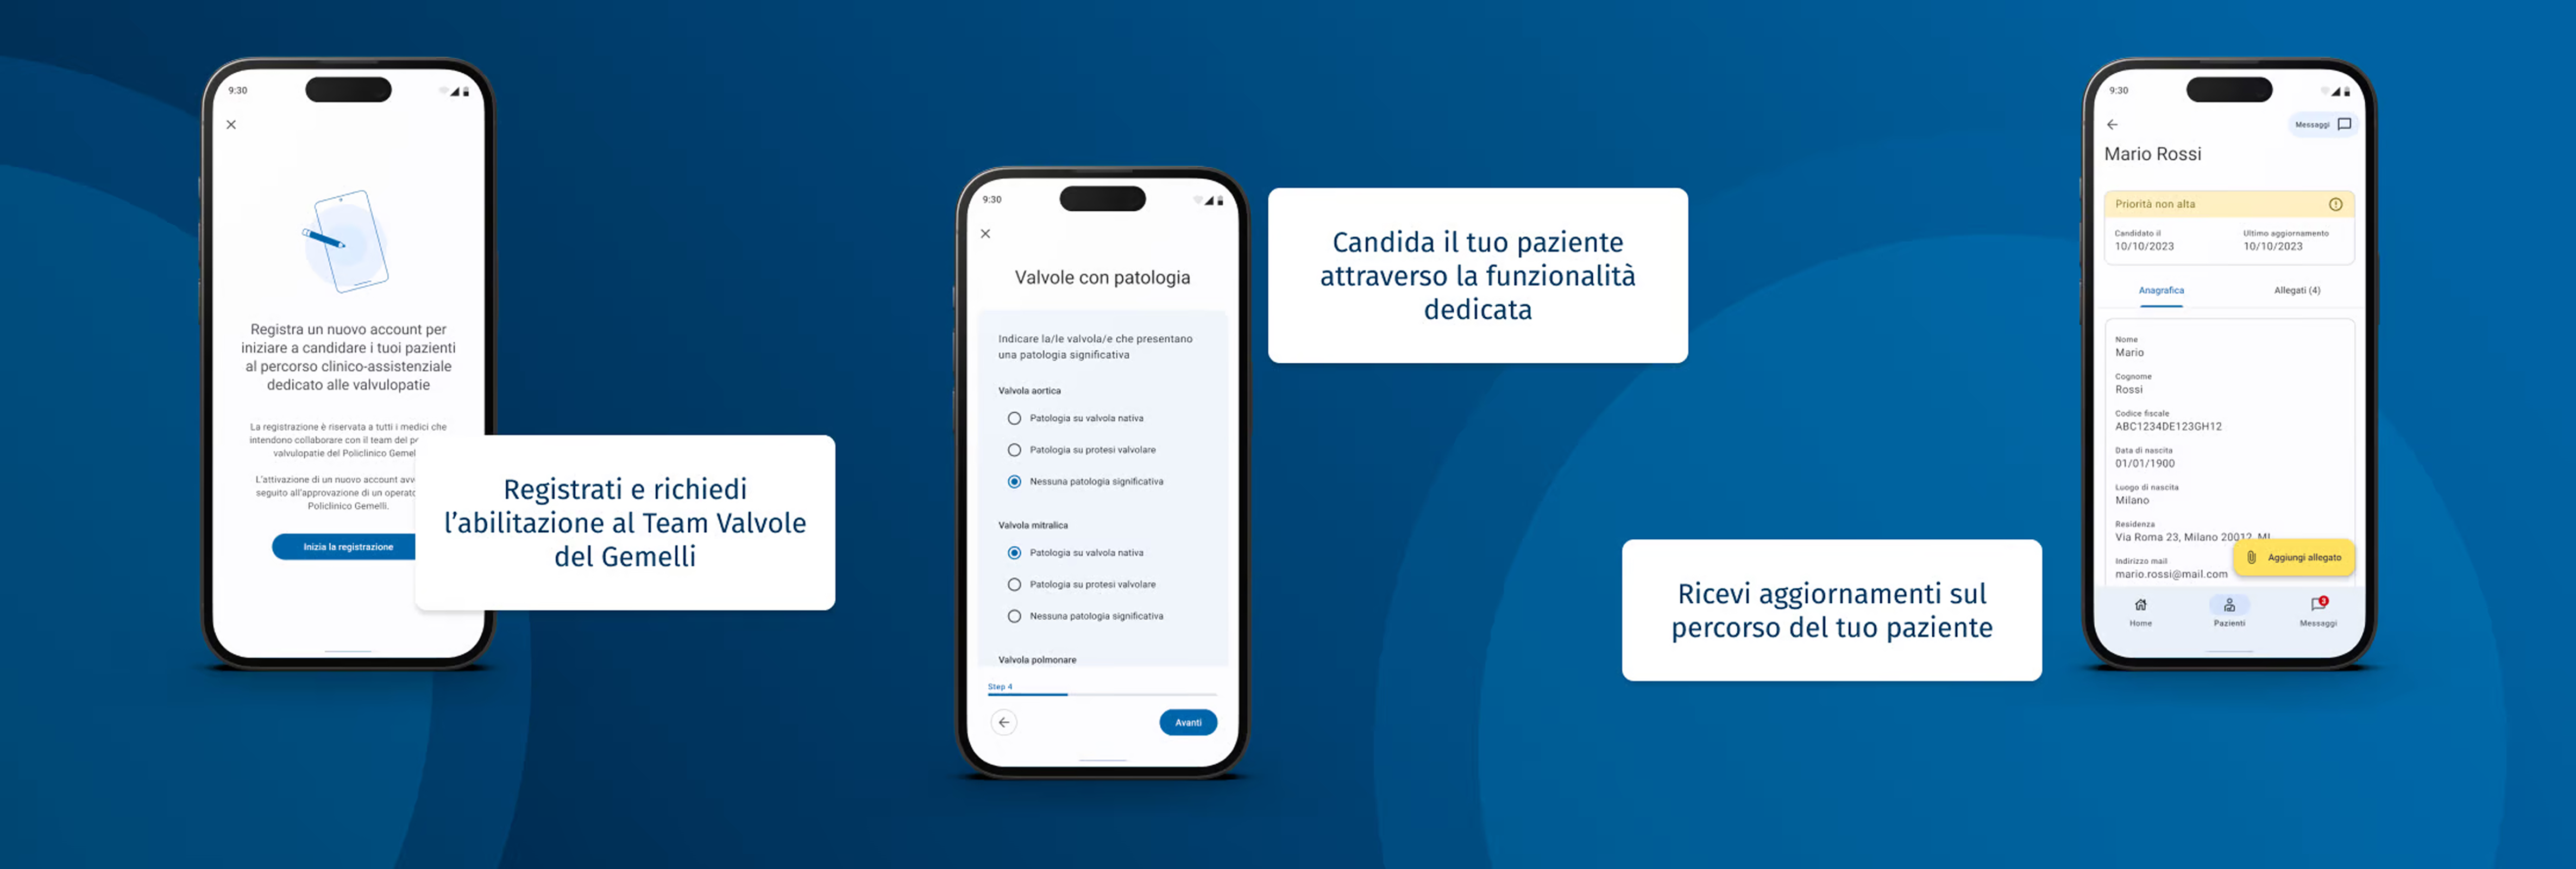 9:30
Registra un nuovo account per
iniziare a candidare i tuoi pazienti
al percorso clinico-assistenziale
dedicato alle valvulopatie
La registrazione è riservata a tutti i medici che
intendono collaborare con il team del
valvulopatie del Policlinico
L'attivazione di un nuovo account
seguito all'approvazione di un
Policlinico Gemelli.
Inizia la registrazione
Registrati e richiedi
l'abilitazione al Team Valvole
del Gemelli
9:30
Valvole con patologia
Indicare la/le valvola/e che presentano
una patologia significativa
Valvola aortica
Patologia su valvola nativa
Patologia su protesi valvolare
Nessuna patologia significativa
Valvola mitralica
Patologia su valvola nativa
Patologia su protesi valvolare
Nessuna patologia significativa
Valvola polmonare
Step 4
Avanti
Candida il tuo paziente
attraverso la funzionalità
dedicata
Ricevi aggiornamenti sul
percorso del tuo paziente
9:30
Messaggi
Mario Rossi
Priorità non alta
Candidato il Ultimo aggiornamento
10/10/2023 10/10/2023
Anagrafica Allegati (4)
Nome
Mario
Cognome
Rossi
Codice fiscale
ABC1234DE123GH12
Data di nascita
01/01/1900
Luogo di nascita
Milano
Residenza
Via Roma 23, Milano 20012, MI
Aggiungi allegato
Indirizzo mail
mario.rossi@mail.com
3
Home Pazienti Messaggi